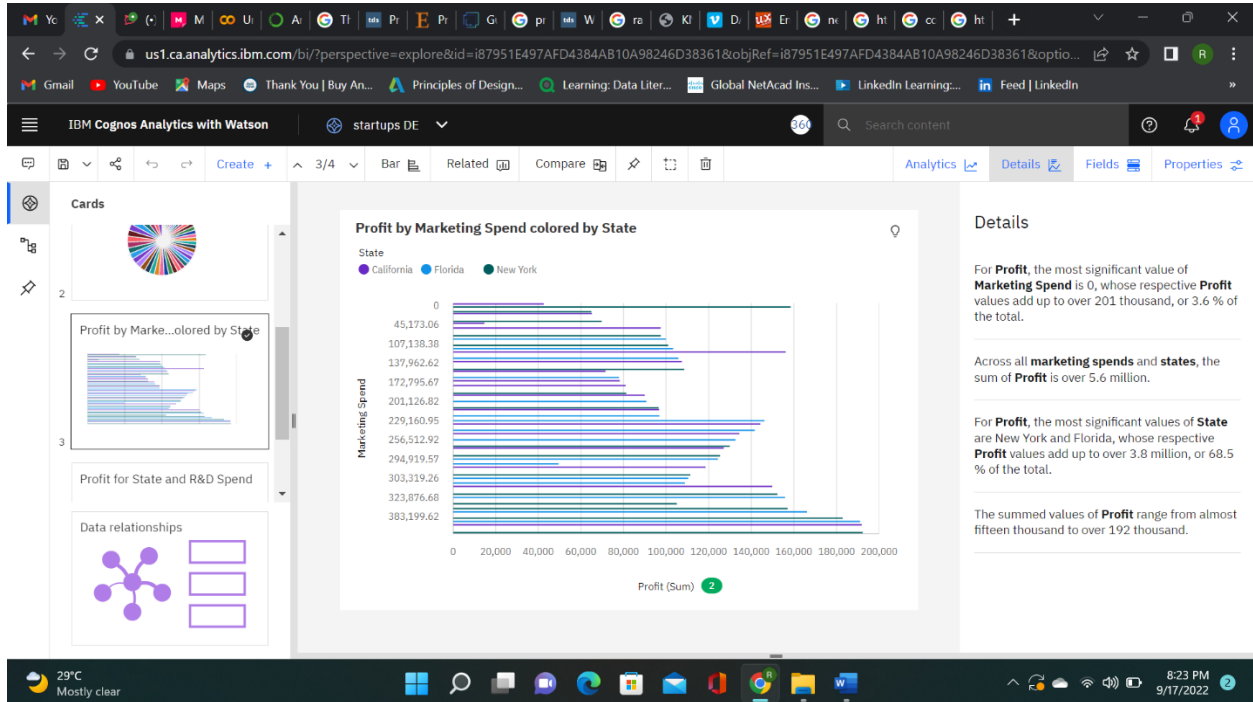 us1.ca.analytics.ibm.com/bi/?perspective=explore&id=i87951E497AFD4384AB10A98246D38361&objRef=i87951E497AFD4384AB10A98246D38361&optio...
Gmail YouTube Maps Thank You | Buy An... Principles of Design... Learning: Data Liter... Global NetAcad Ins... LinkedIn Learning:... Feed | LinkedIn »
IBM Cognos Analytics with Watson startups DE Search content 1
Create + 3/4 Bar Related Compare Analytics Details Fields Properties
Cards
2
Profit by Marke...olored by State
3
Profit for State and R&D Spend
Data relationships
Profit by Marketing Spend colored by State
State
California Florida New York
Marketing Spend
0
45,173.06
107,138.38
137,962.62
172,795.67
201,126.82
229,160.95
256,512.92
294,919.57
303,319.26
323,876.68
383,199.62
0 20,000 40,000 60,000 80,000 100,000 120,000 140,000 160,000 180,000 200,000
Profit (Sum) 2
Details
For Profit, the most significant value of
Marketing Spend is 0, whose respective Profit
values add up to over 201 thousand, or 3.6 % of
the total.
Across all marketing spends and states, the
sum of Profit is over 5.6 million.
For Profit, the most significant values of State
are New York and Florida, whose respective
Profit values add up to over 3.8 million, or 68.5
% of the total.
The summed values of Profit range from almost
fifteen thousand to over 192 thousand.
29°C
Mostly clear
8:23 PM
9/17/2022
2